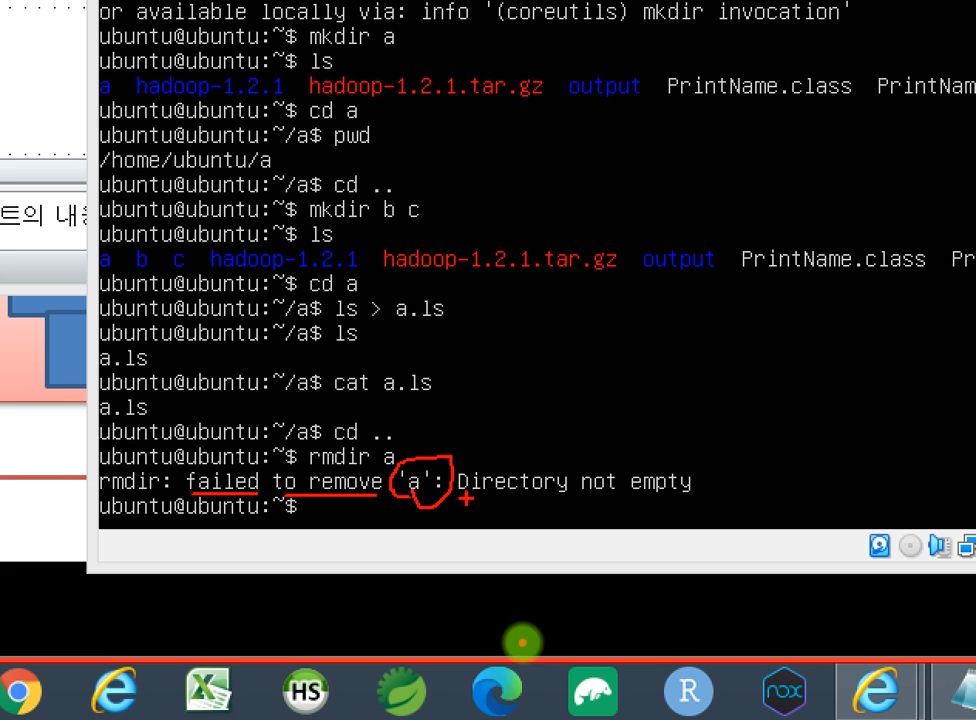 or available locally via: info '(coreutils) mkdir invocation'
ubuntu@ubuntu:~$ mkdir a
ubuntu@ubuntu:~$ ls
a hadoop-1.2.1 hadoop-1.2.1.tar.gz output PrintName.class PrintNam
ubuntu@ubuntu:~$ cd a
ubuntu@ubuntu:~/a$ pwd
/home/ubuntu/a
ubuntu@ubuntu:~/a$ cd ..
ubuntu@ubuntu:~$ mkdir b c
트의 내용
ubuntu@ubuntu:~$ ls
a b c hadoop-1.2.1 hadoop-1.2.1.tar.gz output PrintName.class Pr
ubuntu@ubuntu:~$ cd a
ubuntu@ubuntu:~/a$ ls > a.ls
ubuntu@ubuntu:~/a$ ls
a.ls
ubuntu@ubuntu:~/a$ cat a.ls
a.ls
ubuntu@ubuntu:~/a$ cd ..
ubuntu@ubuntu:~$ rmdir a
rmdir: failed to remove 'a': Directory not empty
ubuntu@ubuntu:~$
HS
R
nox